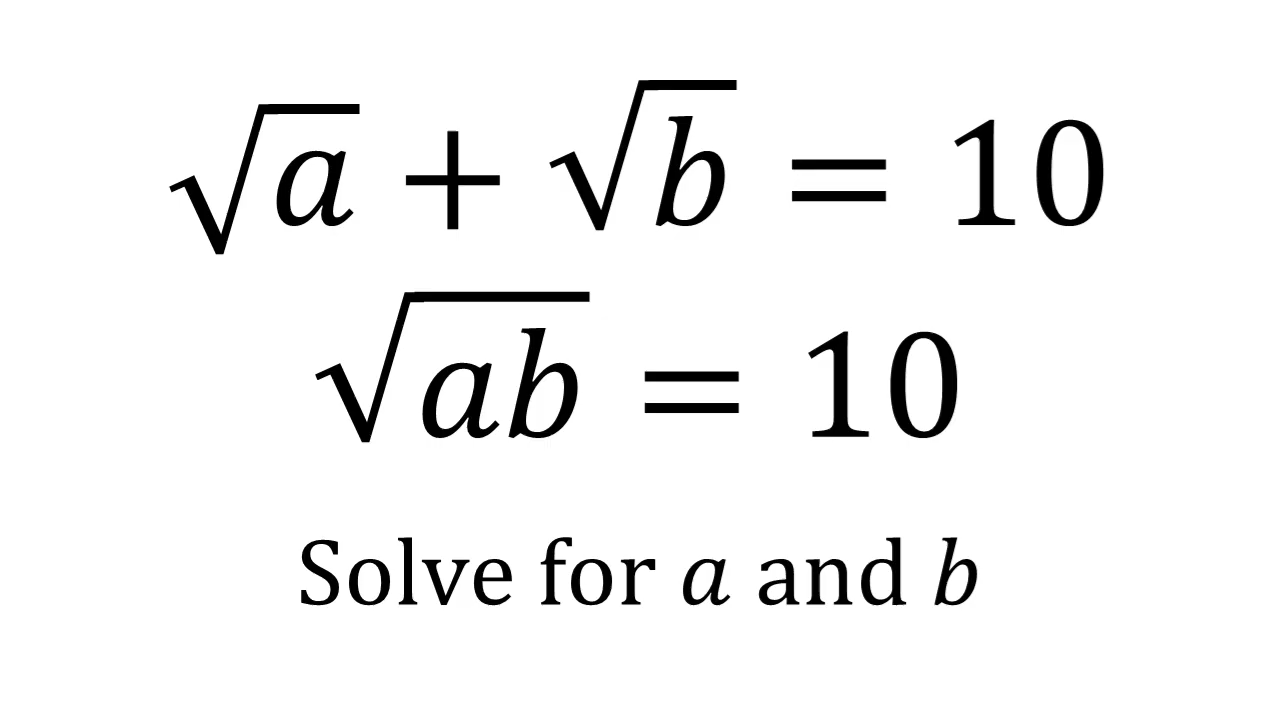 √a + √b = 10
√ab = 10
Solve for a and b